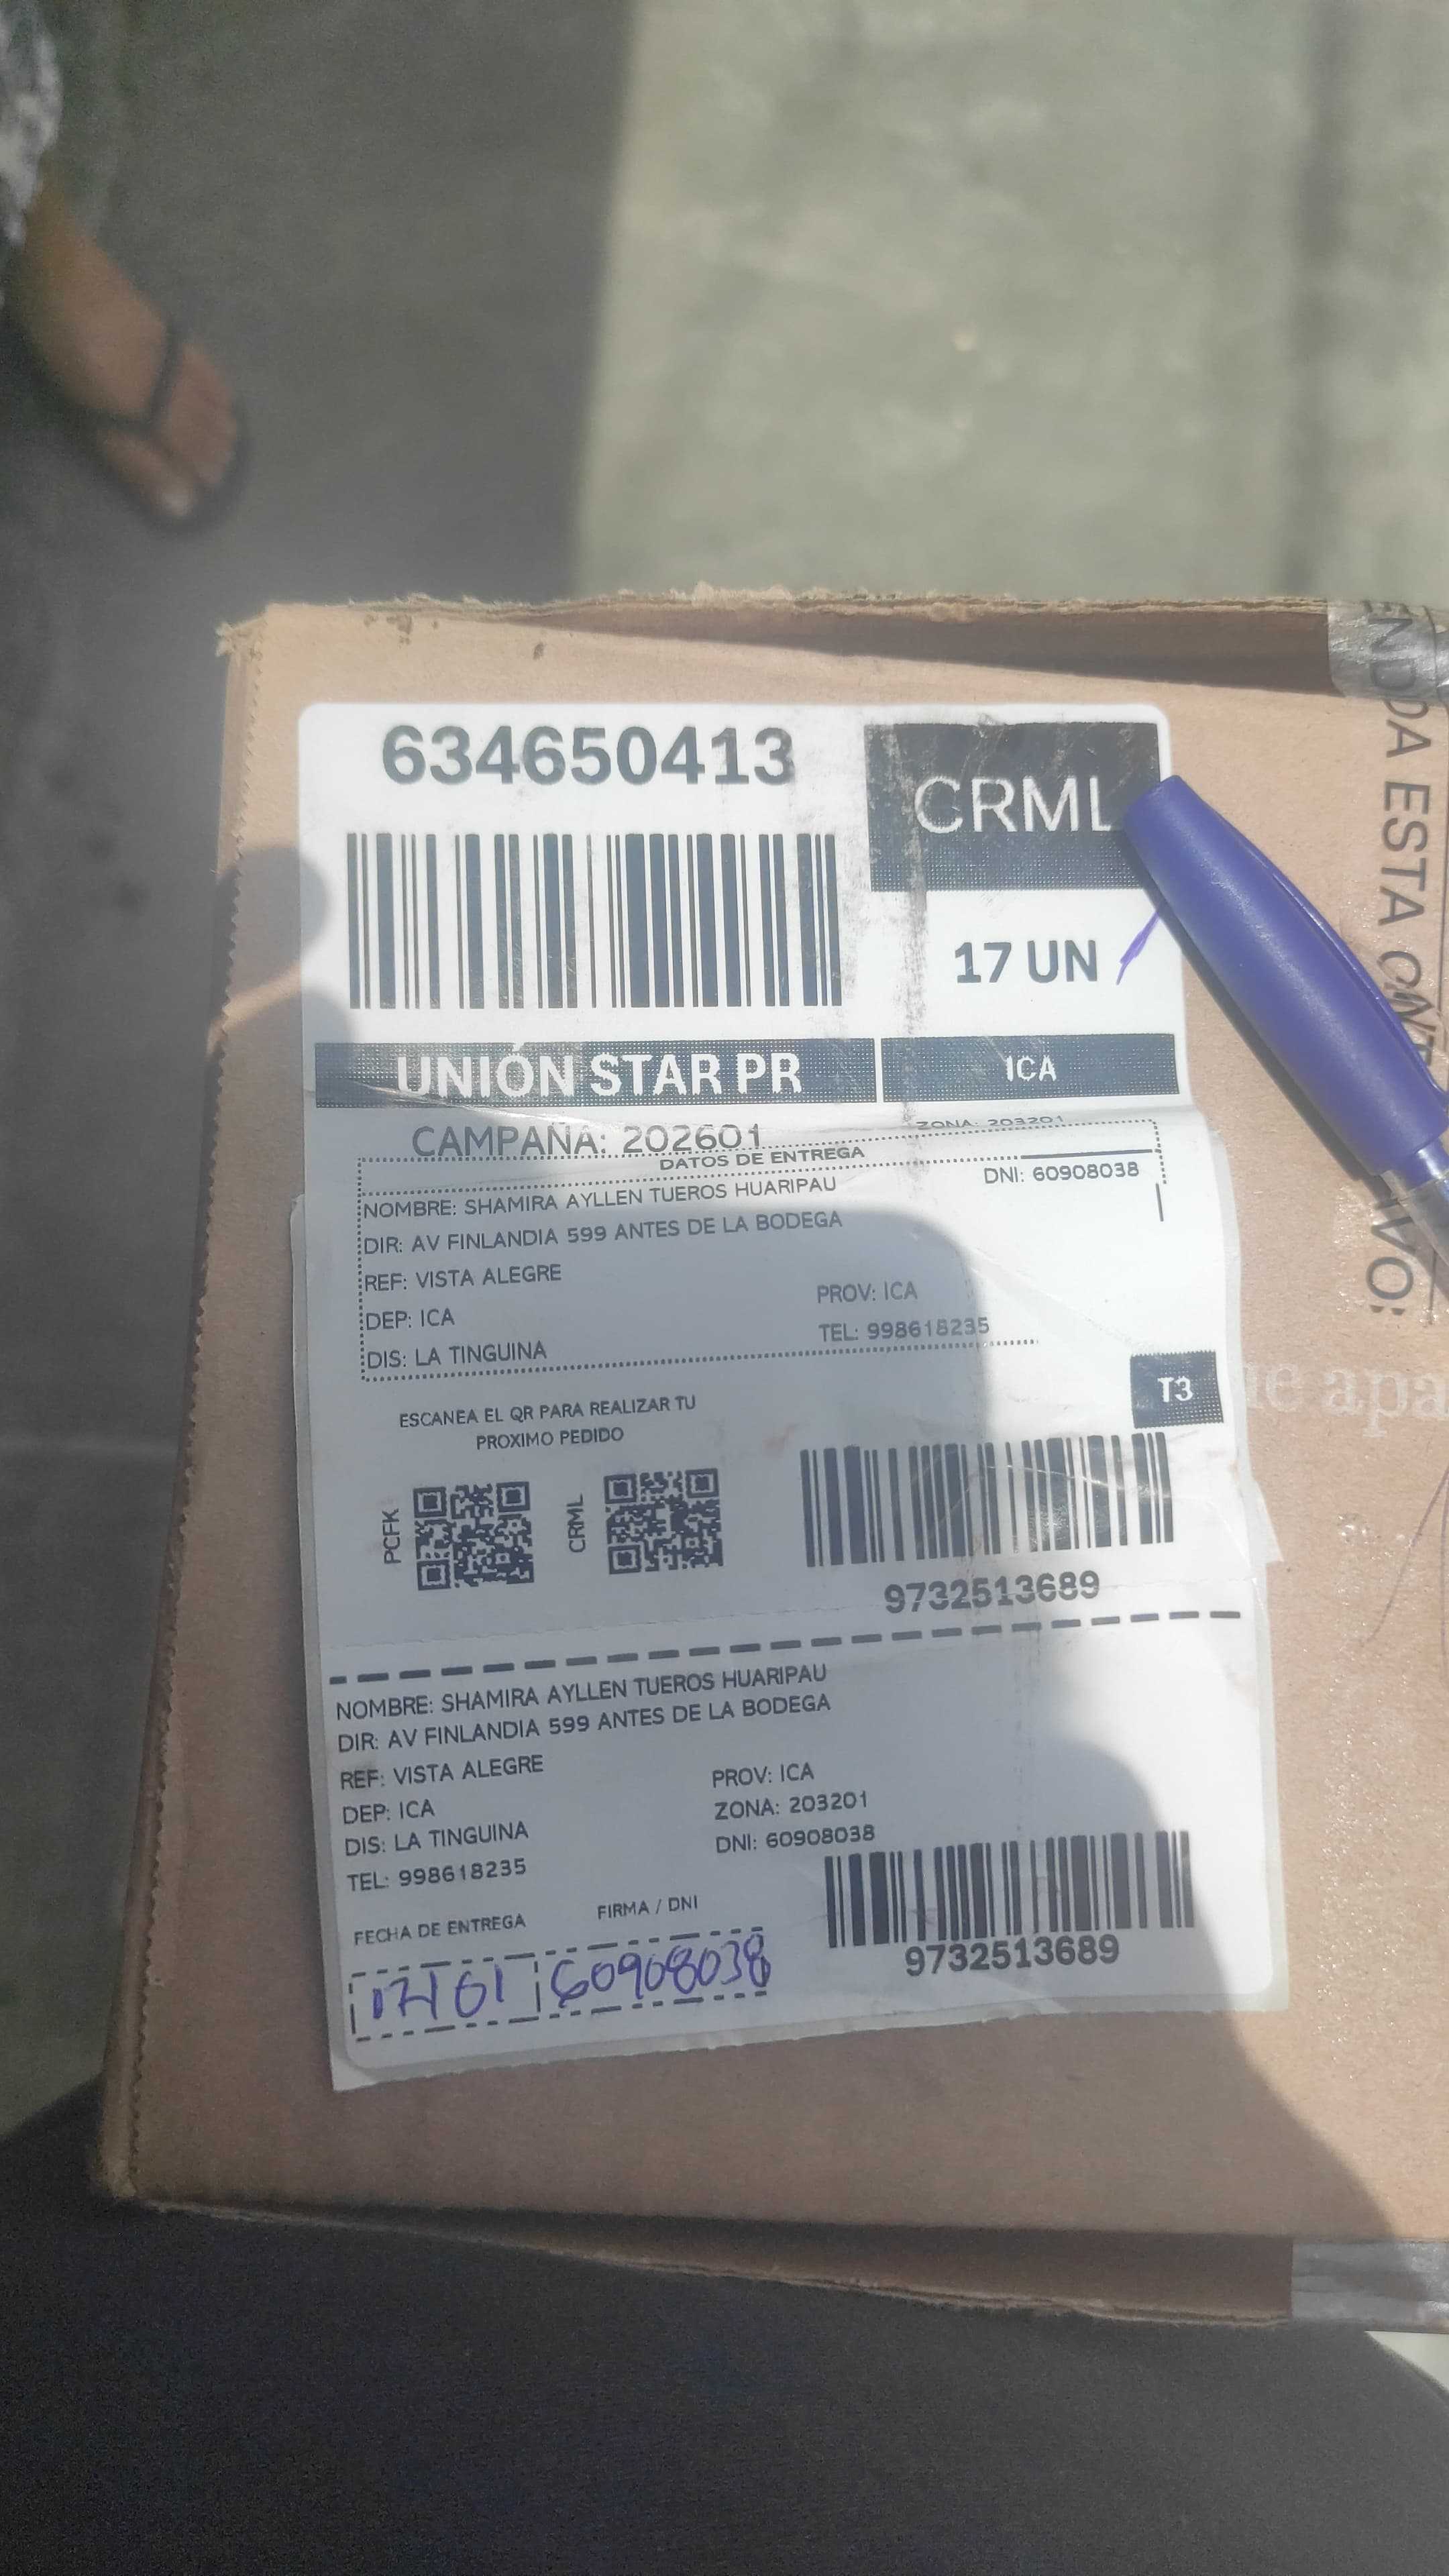 634650413
CRML
17 UN
UNIÓN STAR PR
ICA
CAMPAÑA: 202601
ZONA: 203201
DATOS DE ENTREGA
NOMBRE: SHAMIRA AYLLEN TUEROS HUARIPAU
DNI: 60908038
DIR: AV FINLANDIA 599 ANTES DE LA BODEGA
REF: VISTA ALEGRE
DEP: ICA
PROV: ICA
DIS: LA TINGUINA
TEL: 998618235
T3
ESCANEA EL QR PARA REALIZAR TU
PROXIMO PEDIDO
PCFK
CRML
9732513689
NOMBRE: SHAMIRA AYLLEN TUEROS HUARIPAU
DIR: AV FINLANDIA 599 ANTES DE LA BODEGA
REF: VISTA ALEGRE
PROV: ICA
DEP: ICA
ZONA: 203201
DIS: LA TINGUINA
DNI: 60908038
TEL: 998618235
FECHA DE ENTREGA
FIRMA / DNI
17/01
60908038
9732513689
ESTA